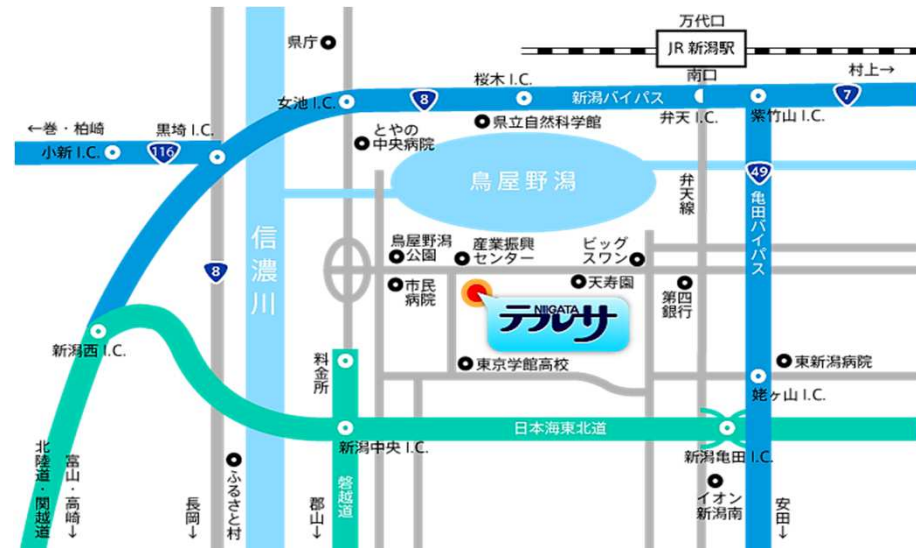 万代口
JR 新潟駅
南口
村上→
県庁
桜木 I.C.
女池 I.C.
8
新潟バイパス
7
弁天 I.C.
紫竹山 I.C.
←巻・柏崎
黒埼 I.C.
小新 I.C.
116
とやの
中央病院
県立自然科学館
鳥屋野潟
弁天線
49
亀田バイパス
信濃川
8
鳥屋野潟
公園
産業振興
センター
ビッグ
スワン
市民
病院
天寿園
第四
銀行
NIIGATA
テルサ
新潟西 I.C.
料金所
東京学館高校
東新潟病院
姥ヶ山 I.C.
日本海東北道
新潟中央 I.C.
新潟亀田 I.C.
北陸道・関越道
富山・高崎→
長岡→
ふるさと村
郡山→
磐越道
イオン
新潟南
安田→